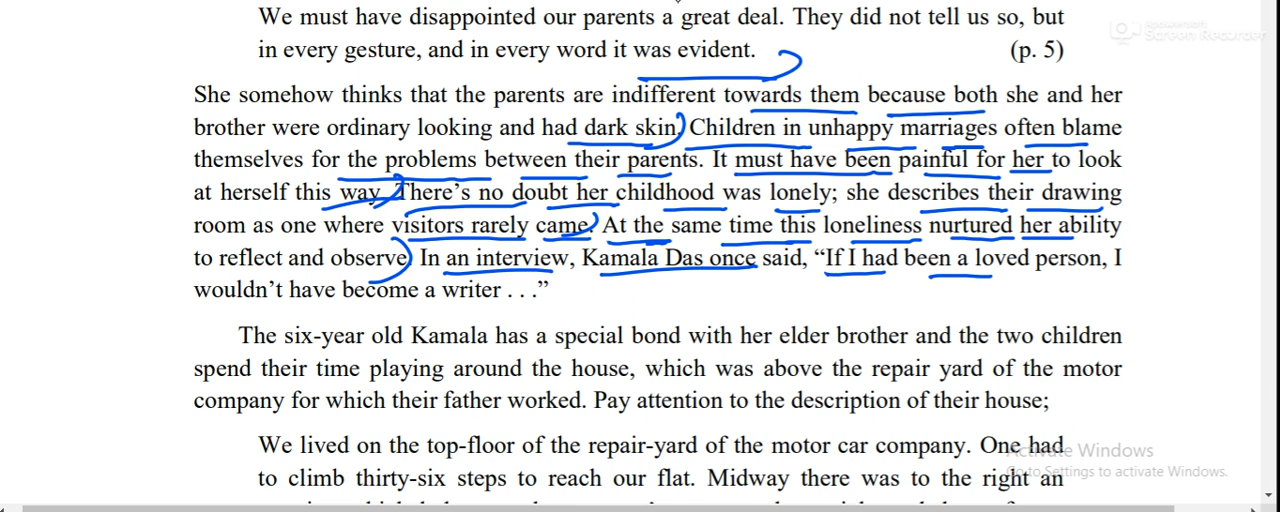 We must have disappointed our parents a great deal. They did not tell us so, but
in every gesture, and in every word it was evident. (p. 5)
She somehow thinks that the parents are indifferent towards them because both she and her
brother were ordinary looking and had dark skin. Children in unhappy marriages often blame
themselves for the problems between their parents. It must have been painful for her to look
at herself this way. There's no doubt her childhood was lonely; she describes their drawing
room as one where visitors rarely came. At the same time this loneliness nurtured her ability
to reflect and observe. In an interview, Kamala Das once said, “If I had been a loved person, I
wouldn't have become a writer . . .”
The six-year old Kamala has a special bond with her elder brother and the two children
spend their time playing around the house, which was above the repair yard of the motor
company for which their father worked. Pay attention to the description of their house;
We lived on the top-floor of the repair-yard of the motor car company. One had
to climb thirty-six steps to reach our flat. Midway there was to the right an
Screen Recorder
Activate Windows
Go to Settings to activate Windows.